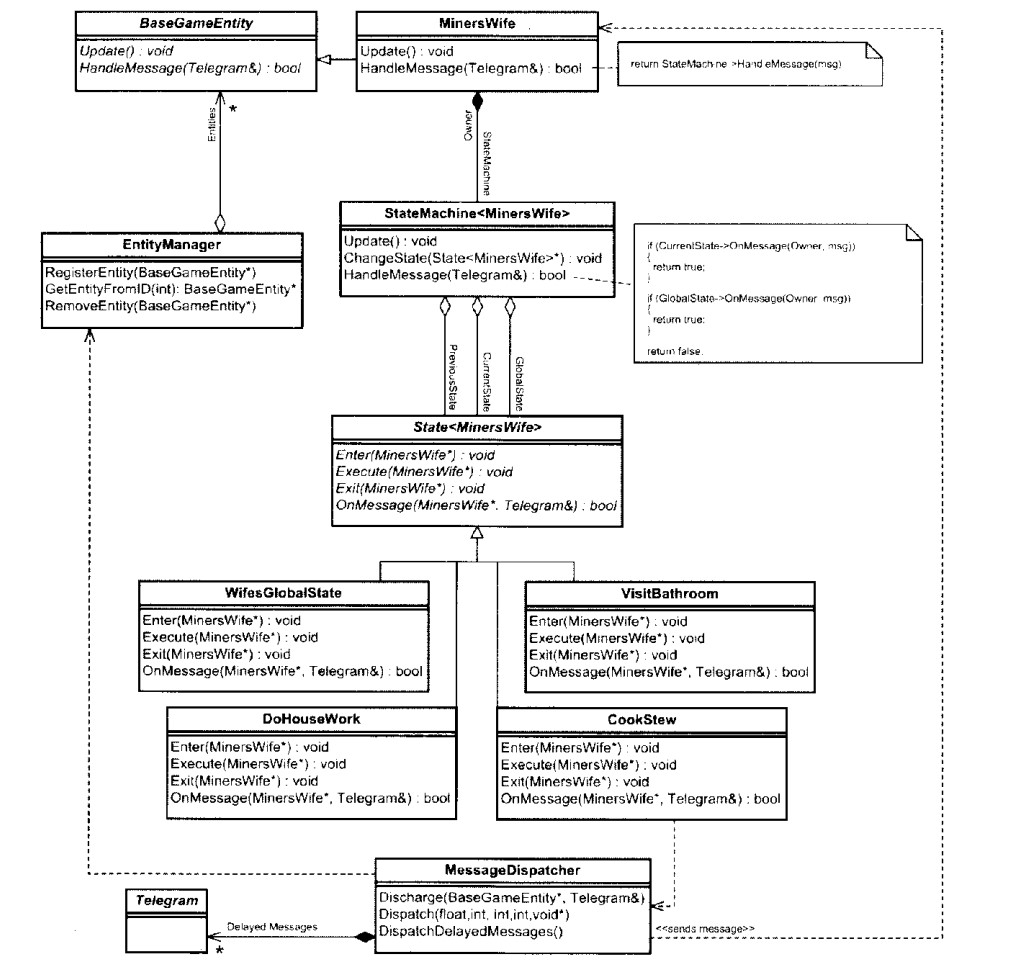 BaseGameEntity
Update() : void
HandleMessage(Telegram&) : bool
MinersWife
Update() : void
HandleMessage(Telegram&) : bool
return StateMachine->HandleMessage(msg)
Entities
*
Owner
StateMachine
StateMachine<MinersWife>
Update() : void
ChangeState(State<MinersWife>*) : void
HandleMessage(Telegram&) : bool
EntityManager
RegisterEntity(BaseGameEntity*)
GetEntityFromID(int): BaseGameEntity*
RemoveEntity(BaseGameEntity*)
if (CurrentState->OnMessage(Owner, msg))
{
return true;
}
if (GlobalState->OnMessage(Owner msg))
{
return true;
}
return false.
PreviousState
CurrentState
GlobalState
State<MinersWife>
Enter(MinersWife*) : void
Execute(MinersWife*) : void
Exit(MinersWife*) : void
OnMessage(MinersWife*, Telegram&) : bool
WifesGlobalState
Enter(MinersWife*) : void
Execute(MinersWife*) : void
Exit(MinersWife*) : void
OnMessage(MinersWife*, Telegram&) : bool
VisitBathroom
Enter(MinersWife*) : void
Execute(MinersWife*) : void
Exit(MinersWife*) : void
OnMessage(MinersWife*, Telegram&) : bool
DoHouseWork
Enter(MinersWife*) : void
Execute(MinersWife*) : void
Exit(MinersWife*) : void
OnMessage(MinersWife*, Telegram&) : bool
CookStew
Enter(MinersWife*) : void
Execute(MinersWife*) : void
Exit(MinersWife*) : void
OnMessage(MinersWife*, Telegram&) : bool
MessageDispatcher
Discharge(BaseGameEntity*, Telegram&)
Dispatch(float,int, int,int,void*)
DispatchDelayedMessages()
Telegram
Delayed Messages
*
<<sends message>>